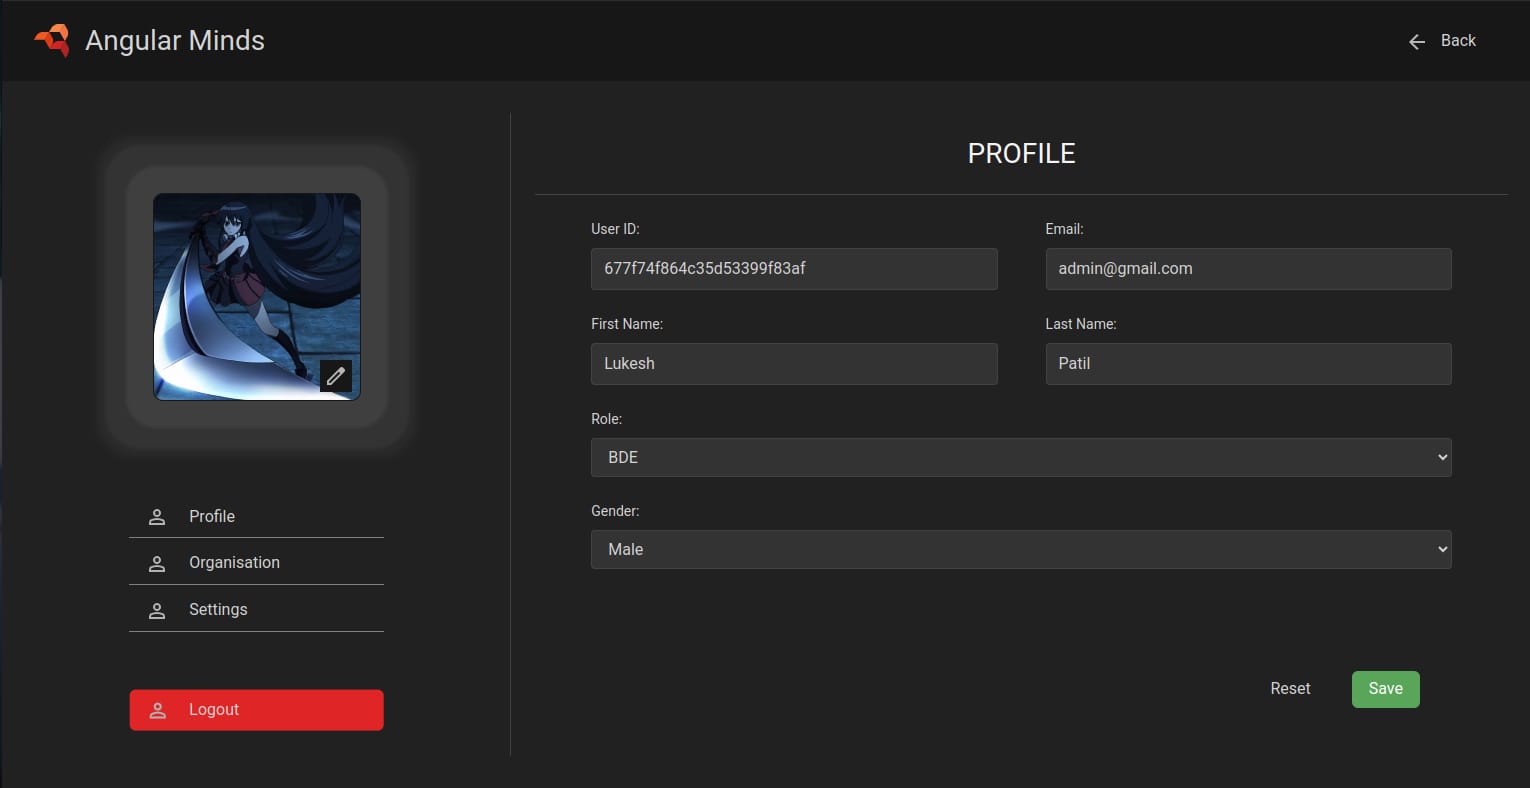 Angular Minds
Back
PROFILE
User ID:
Email:
677f74f864c35d53399f83af
admin@gmail.com
First Name:
Last Name:
Lukesh
Patil
Role:
BDE
Gender:
Male
Profile
Organisation
Settings
Logout
Reset
Save